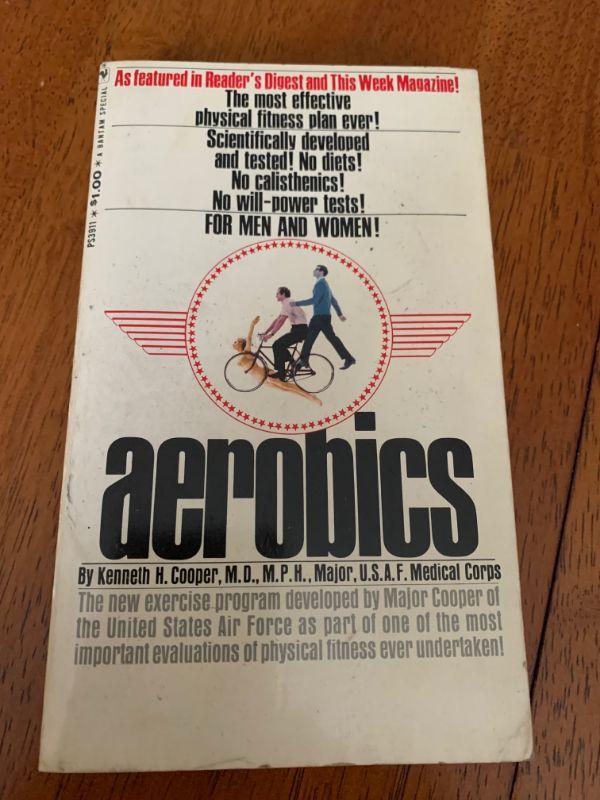 As featured in Reader's Digest and This Week Magazine!
The most effective
physical fitness plan ever!
Scientifically developed
and tested! No diets!
No calisthenics!
No will-power tests!
FOR MEN AND WOMEN!
PS3911 * $1.00 * A BANTAM SPECIAL
aerobics
By Kenneth H. Cooper, M.D., M.P.H., Major, U.S.A.F. Medical Corps
The new exercise program developed by Major Cooper of
the United States Air Force as part of one of the most
important evaluations of physical fitness ever undertaken!